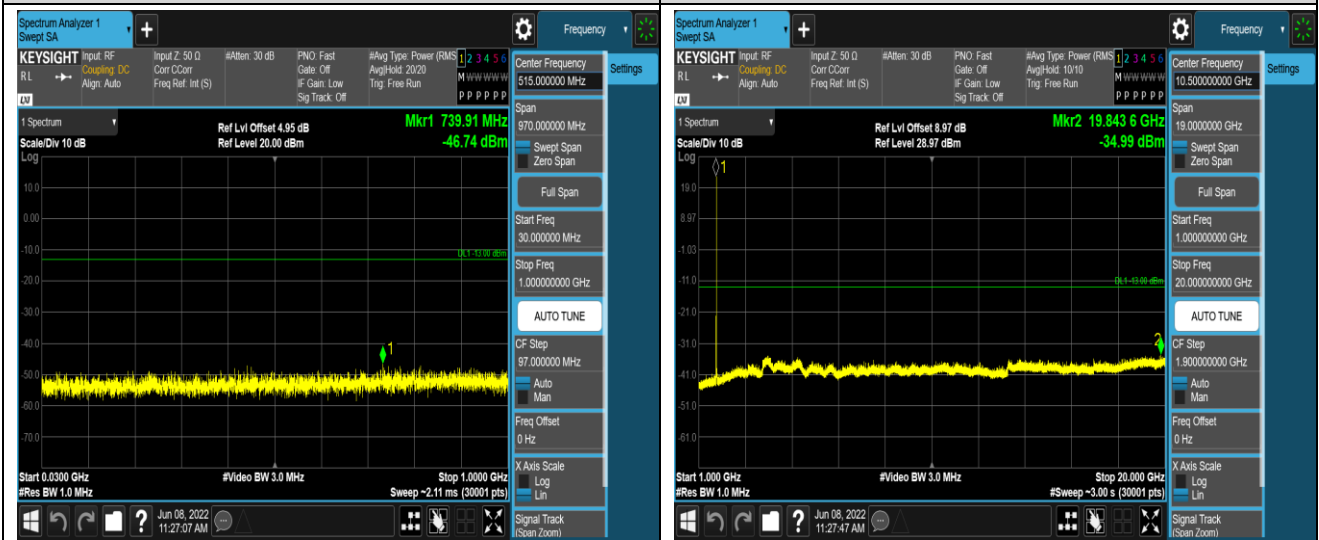 Spectrum Analyzer 1
Swept SA
+
Frequency
KEYSIGHT
RL
LXI
Input: RF
Coupling: DC
Align: Auto
Input Z: 50 Ω
Corr CCorr
Freq Ref: Int (S)
#Atten: 30 dB
PNO: Fast
Gate: Off
IF Gain: Low
Sig Track: Off
#Avg Type: Power (RMS
Avg|Hold: 20/20
Trig: Free Run
1 2 3 4 5 6
M W W W W W
P P P P P P
Center Frequency
515.000000 MHz
Settings
1 Spectrum
Scale/Div 10 dB
Log
Ref Lvl Offset 4.95 dB
Ref Level 20.00 dBm
Mkr1 739.91 MHz
-46.74 dBm
Span
970.000000 MHz
Swept Span
Zero Span
Full Span
Start Freq
30.000000 MHz
Stop Freq
1.000000000 GHz
AUTO TUNE
CF Step
97.000000 MHz
Auto
Man
Freq Offset
0 Hz
X Axis Scale
Log
Lin
Signal Track
(Span Zoom)
10.0
0.00
-10.0
-20.0
-30.0
-40.0
-50.0
-60.0
-70.0
DL1 -13.00 dBm
1
Start 0.0300 GHz
#Res BW 1.0 MHz
#Video BW 3.0 MHz
Stop 1.0000 GHz
Sweep ~2.11 ms (30001 pts)
?
Jun 08, 2022
11:27:07 AM
Spectrum Analyzer 1
Swept SA
+
Frequency
KEYSIGHT
RL
LXI
Input: RF
Coupling: DC
Align: Auto
Input Z: 50 Ω
Corr CCorr
Freq Ref: Int (S)
#Atten: 30 dB
PNO: Fast
Gate: Off
IF Gain: Low
Sig Track: Off
#Avg Type: Power (RMS
Avg|Hold: 10/10
Trig: Free Run
1 2 3 4 5 6
M W W W W W
P P P P P P
Center Frequency
10.500000000 GHz
Settings
1 Spectrum
Scale/Div 10 dB
Log
Ref Lvl Offset 8.97 dB
Ref Level 28.97 dBm
Mkr2 19.843 6 GHz
-34.99 dBm
Span
19.0000000 GHz
Swept Span
Zero Span
Full Span
Start Freq
1.000000000 GHz
Stop Freq
20.000000000 GHz
AUTO TUNE
CF Step
1.900000000 GHz
Auto
Man
Freq Offset
0 Hz
X Axis Scale
Log
Lin
Signal Track
(Span Zoom)
1
19.0
8.97
-1.03
-11.0
-21.0
-31.0
-41.0
-51.0
-61.0
DL1 -13.00 dBm
2
Start 1.000 GHz
#Res BW 1.0 MHz
#Video BW 3.0 MHz
Stop 20.000 GHz
#Sweep ~3.00 s (30001 pts)
?
Jun 08, 2022
11:27:47 AM